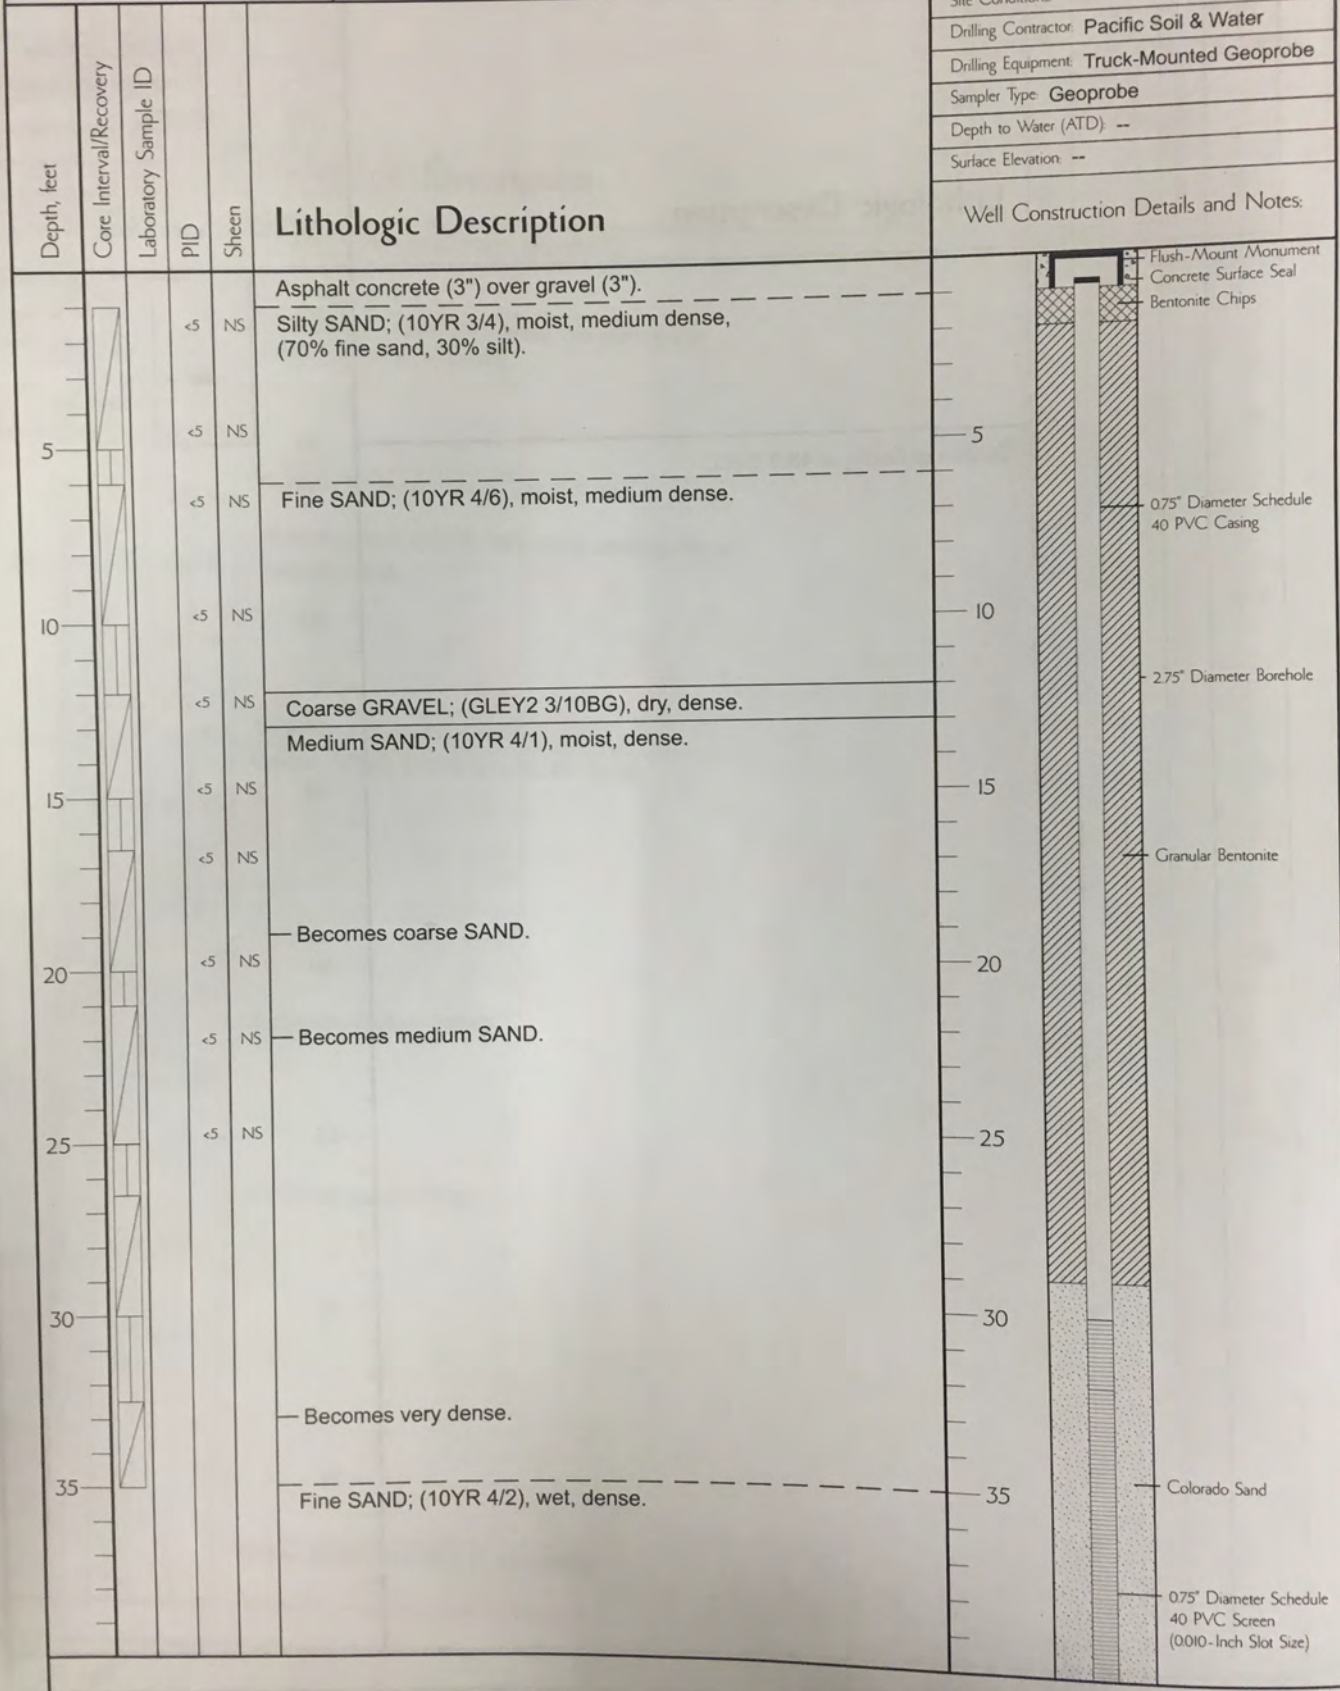 Drilling Contractor: Pacific Soil & Water
Drilling Equipment: Truck-Mounted Geoprobe
Sampler Type: Geoprobe
Depth to Water (ATD): --
Surface Elevation: --
Depth, feet
Core Interval/Recovery
Laboratory Sample ID
PID
Sheen
Lithologic Description
Well Construction Details and Notes:
Flush-Mount Monument
Asphalt concrete (3") over gravel (3").
Concrete Surface Seal
Bentonite Chips
<5 NS Silty SAND; (10YR 3/4), moist, medium dense,
(70% fine sand, 30% silt).
<5 NS
5 5
<5 NS Fine SAND; (10YR 4/6), moist, medium dense.
0.75" Diameter Schedule
40 PVC Casing
<5 NS
10 10
2.75" Diameter Borehole
<5 NS Coarse GRAVEL; (GLEY2 3/10BG), dry, dense.
Medium SAND; (10YR 4/1), moist, dense.
<5 NS
15 15
<5 NS
Granular Bentonite
Becomes coarse SAND.
<5 NS
20 20
<5 NS Becomes medium SAND.
<5 NS
25 25
30 30
Becomes very dense.
35 35
Fine SAND; (10YR 4/2), wet, dense.
Colorado Sand
0.75" Diameter Schedule
40 PVC Screen
(0.010-Inch Slot Size)